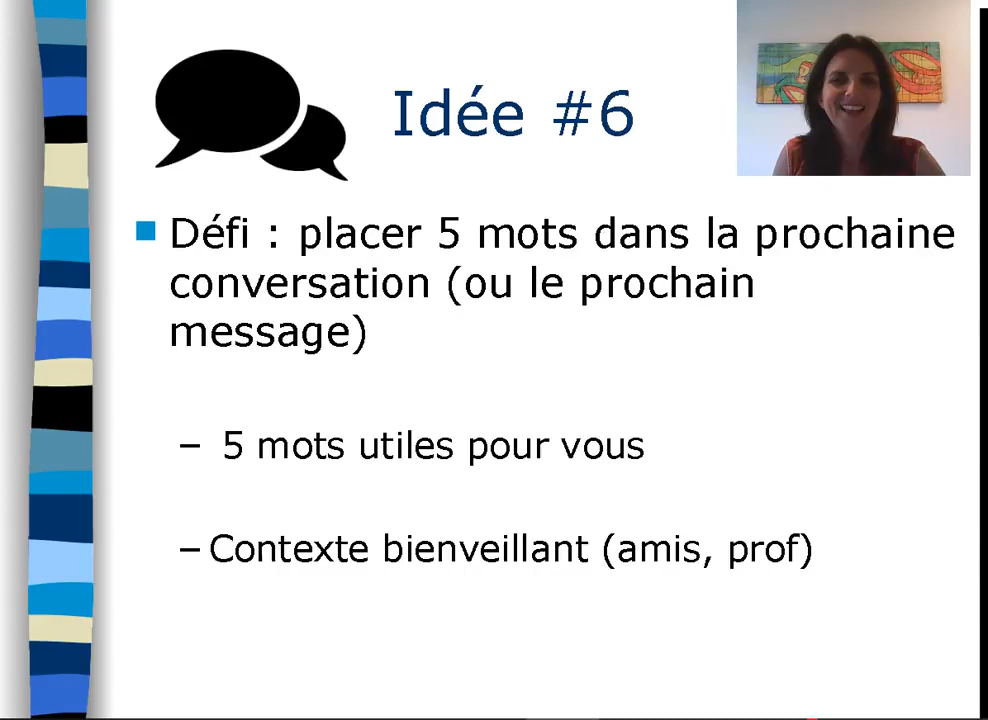 Idée #6
Défi : placer 5 mots dans la prochaine
conversation (ou le prochain
message)
– 5 mots utiles pour vous
– Contexte bienveillant (amis, prof)